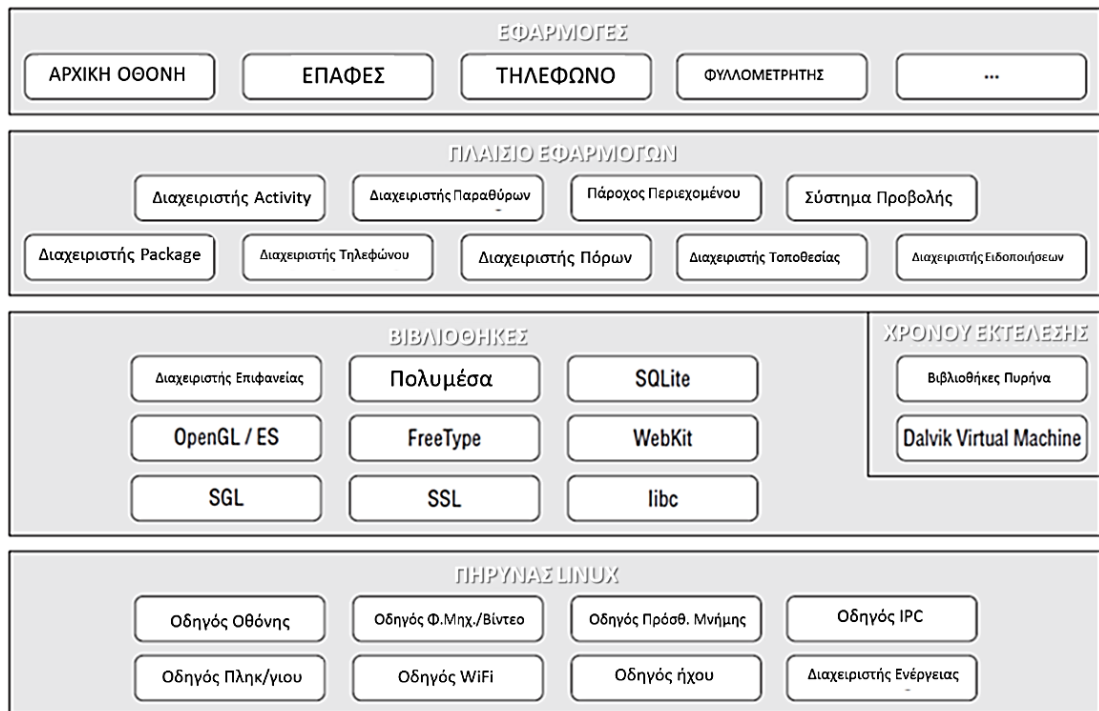 ΕΦΑΡΜΟΓΕΣ
ΑΡΧΙΚΗ ΟΘΟΝΗ
ΕΠΑΦΕΣ
ΤΗΛΕΦΩΝΟ
ΦΥΛΛΟΜΕΤΡΗΤΗΣ
...
ΠΛΑΙΣΙΟ ΕΦΑΡΜΟΓΩΝ
Διαχειριστής Activity
Διαχειριστής Παραθύρων
Πάροχος Περιεχομένου
Σύστημα Προβολής
Διαχειριστής Package
Διαχειριστής Τηλεφώνου
Διαχειριστής Πόρων
Διαχειριστής Τοποθεσίας
Διαχειριστής Ειδοποιήσεων
ΒΙΒΛΙΟΘΗΚΕΣ
Διαχειριστής Επιφανείας
Πολυμέσα
SQLite
OpenGL / ES
FreeType
WebKit
SGL
SSL
libc
ΧΡΟΝΟΥ ΕΚΤΕΛΕΣΗΣ
Βιβλιοθήκες Πυρήνα
Dalvik Virtual Machine
ΠΗΡΥΝΑΣ LINUX
Οδηγός Οθόνης
Οδηγός Φ.Μηχ./Βίντεο
Οδηγός Πρόσθ. Μνήμης
Οδηγός IPC
Οδηγός Πληκ/γιου
Οδηγός WiFi
Οδηγός ήχου
Διαχειριστής Ενέργειας